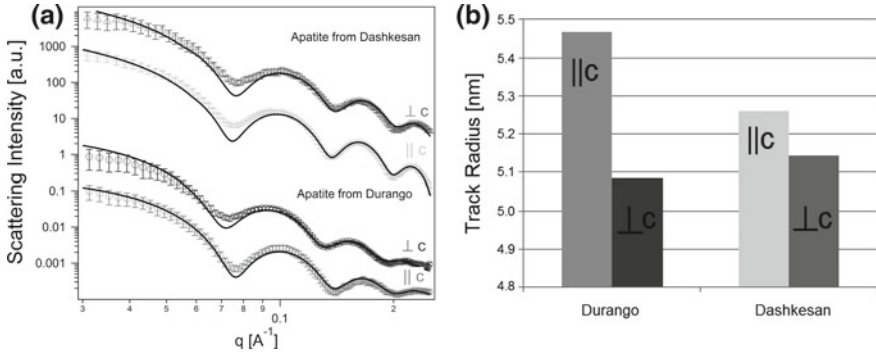 (a)
Scattering Intensity [a.u.]
1000
100
10
1
0.1
0.01
0.001
Apatite from Dashkesan
⊥ c
|| c
Apatite from Durango
⊥ c
|| c
3 4 5 6 7 8 9 0.1 2
q [A⁻¹]
(b)
Track Radius [nm]
5.5
5.4
5.3
5.2
5.1
5.0
4.9
4.8
||c
⊥c
||c
⊥c
Durango Dashkesan